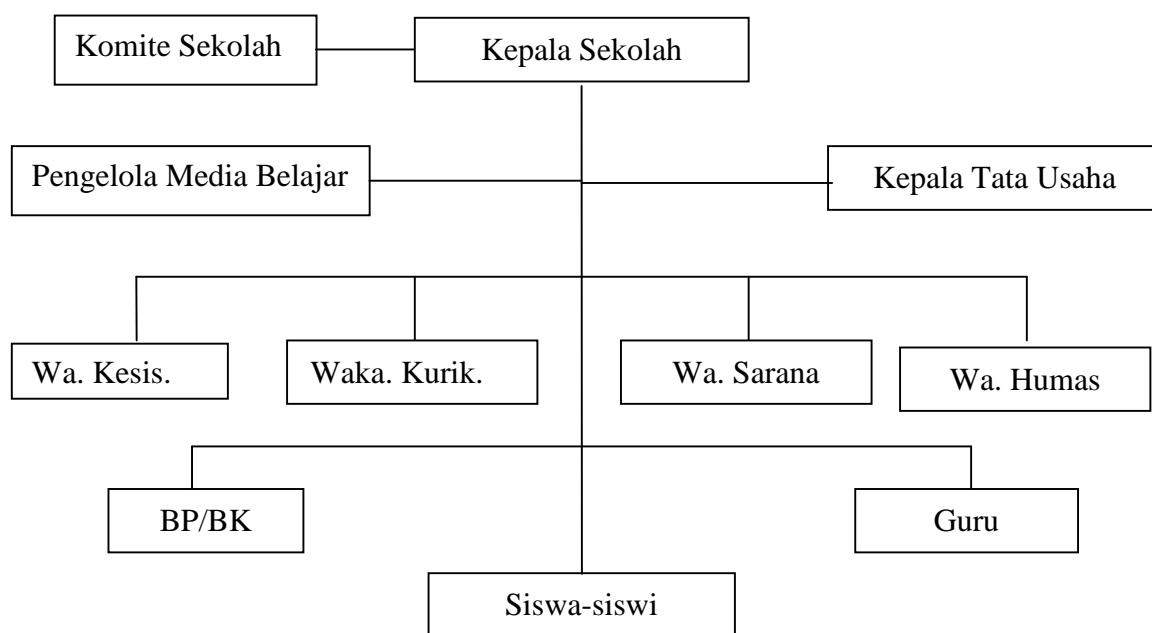 Komite Sekolah
Kepala Sekolah
Pengelola Media Belajar
Kepala Tata Usaha
Wa. Kesis.
Waka. Kurik.
Wa. Sarana
Wa. Humas
BP/BK
Guru
Siswa-siswi